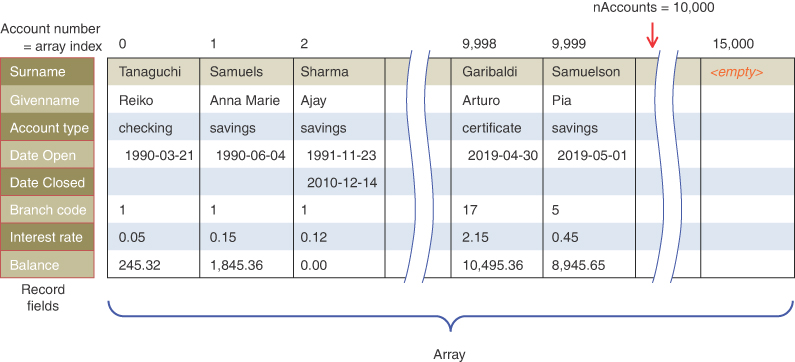 nAccounts = 10,000
Account number
= array index
0 1 2 9,998 9,999 15,000
Surname Tanaguchi Samuels Sharma Garibaldi Samuelson <empty>
Givenname Reiko Anna Marie Ajay Arturo Pia
Account type checking savings savings certificate savings
Date Open 1990-03-21 1990-06-04 1991-11-23 2019-04-30 2019-05-01
Date Closed 2010-12-14
Branch code 1 1 1 17 5
Interest rate 0.05 0.15 0.12 2.15 0.45
Balance 245.32 1,845.36 0.00 10,495.36 8,945.65
Record
fields
Array